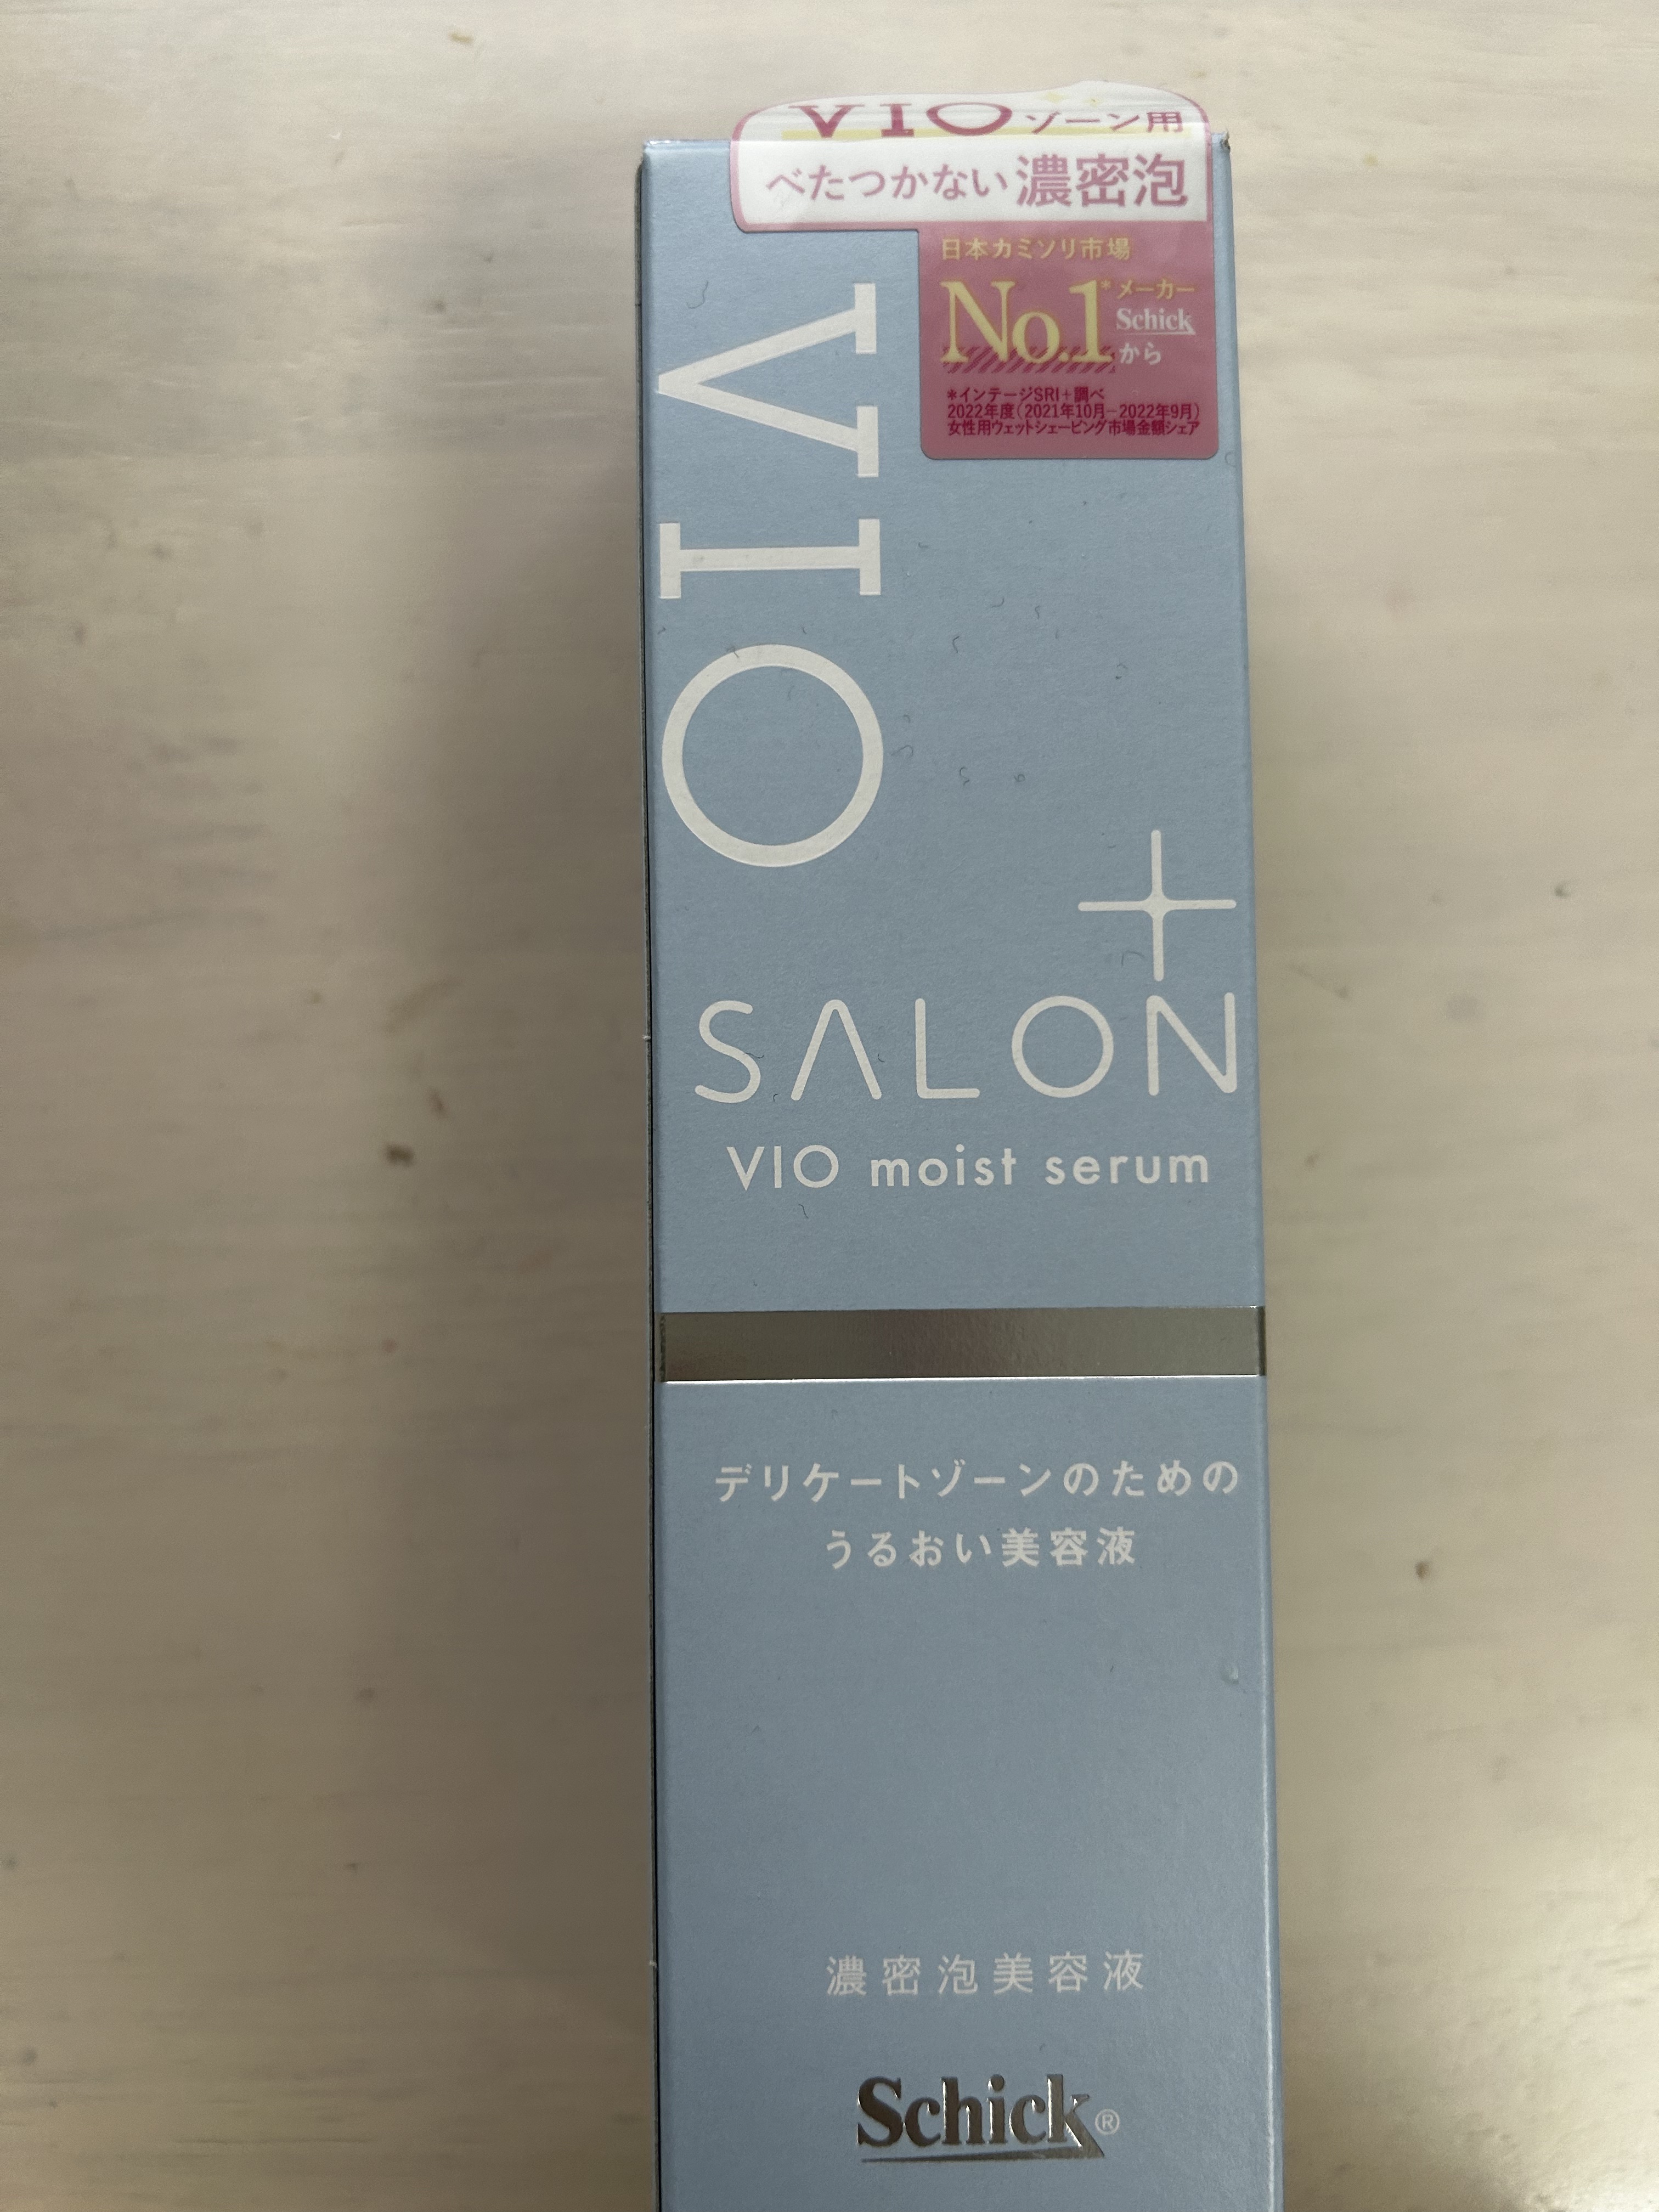 VIOゾーン用
べたつかない濃密泡
日本カミソリ市場
No.1*メーカー
Schick
から
*インテージSRI+調べ
2022年度(2021年10月-2022年9月)
女性用ウェットシェービング市場金額シェア
VIO
+
SALON
VIO moist serum
デリケートゾーンのための
うるおい美容液
濃密泡美容液
Schick®